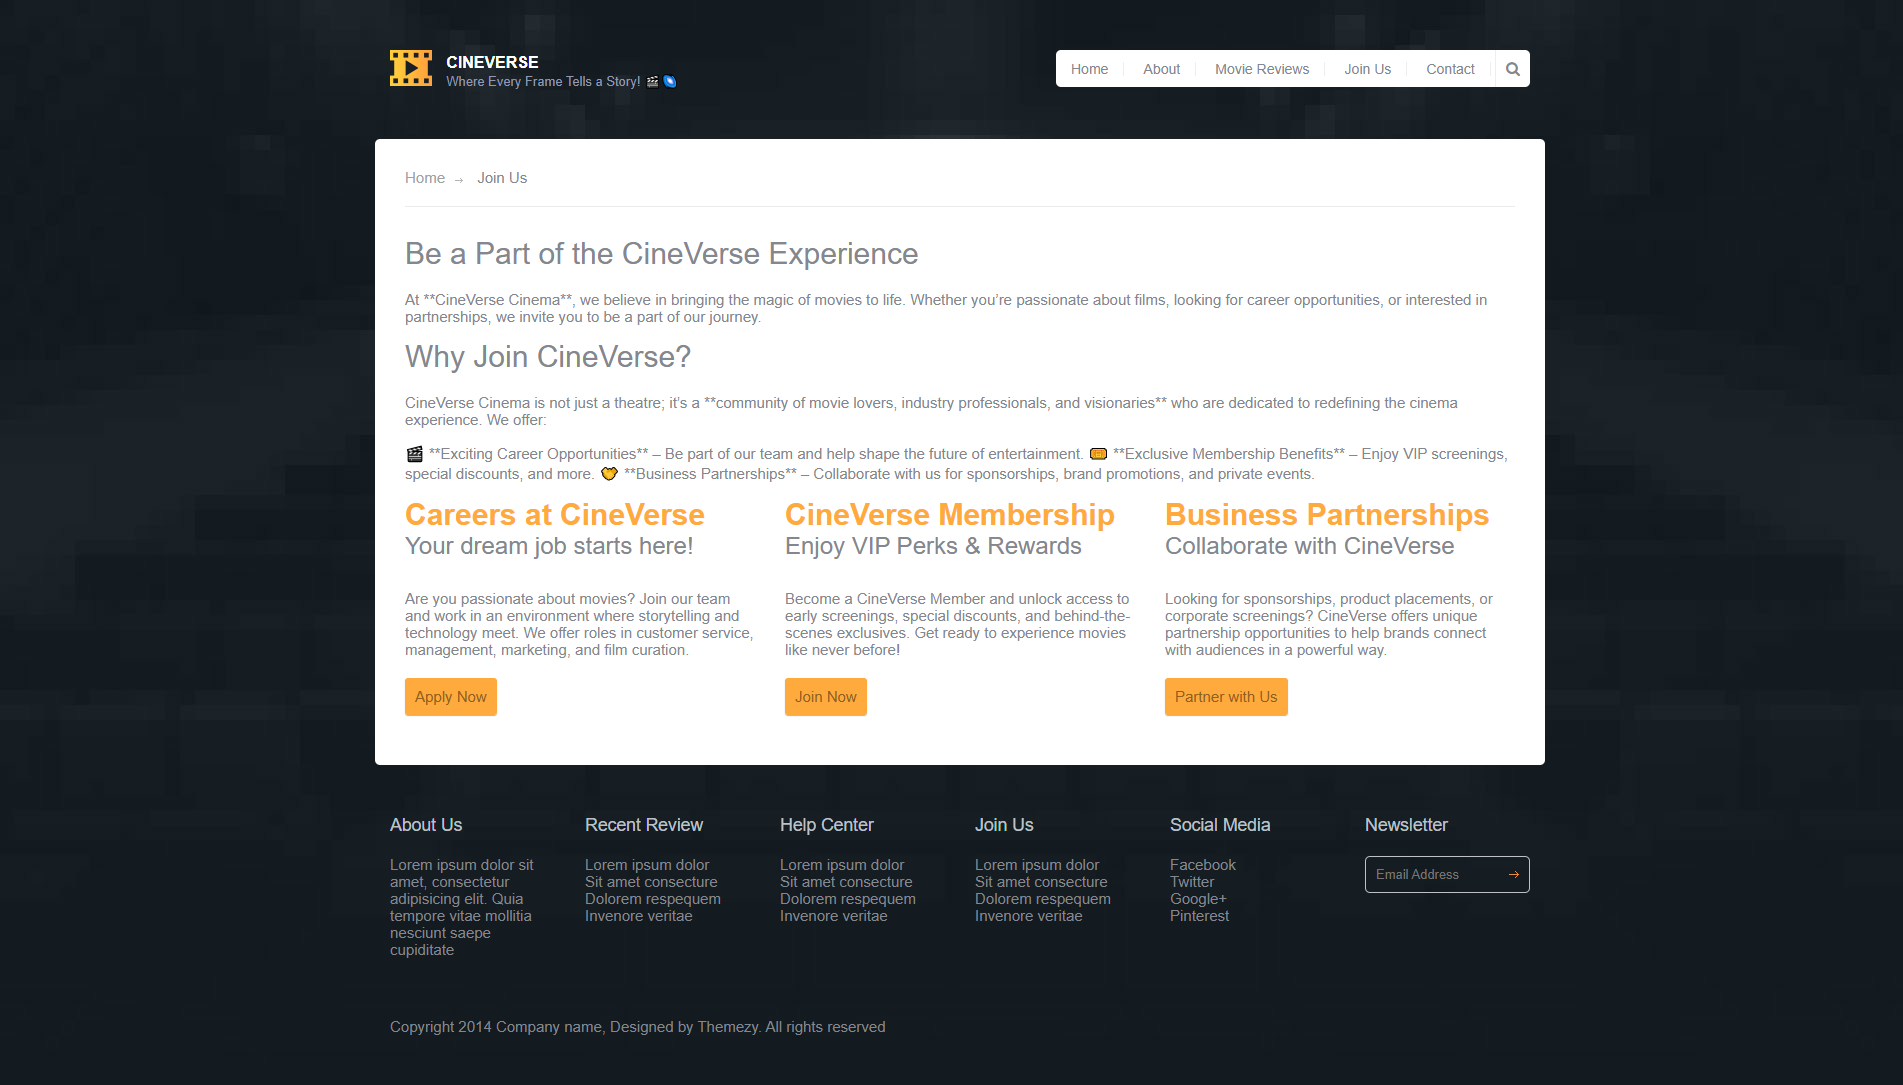 CINEVERSE
Where Every Frame Tells a Story! 🎬 🪐
Home
About
Movie Reviews
Join Us
Contact
Home → Join Us
Be a Part of the CineVerse Experience
At **CineVerse Cinema**, we believe in bringing the magic of movies to life. Whether you’re passionate about films, looking for career opportunities, or interested in
partnerships, we invite you to be a part of our journey.
Why Join CineVerse?
CineVerse Cinema is not just a theatre; it’s a **community of movie lovers, industry professionals, and visionaries** who are dedicated to redefining the cinema
experience. We offer:
🎬 **Exciting Career Opportunities** – Be part of our team and help shape the future of entertainment. 🎟 **Exclusive Membership Benefits** – Enjoy VIP screenings,
special discounts, and more. 🤝 **Business Partnerships** – Collaborate with us for sponsorships, brand promotions, and private events.
Careers at CineVerse
Your dream job starts here!
Are you passionate about movies? Join our team
and work in an environment where storytelling and
technology meet. We offer roles in customer service,
management, marketing, and film curation.
Apply Now
CineVerse Membership
Enjoy VIP Perks & Rewards
Become a CineVerse Member and unlock access to
early screenings, special discounts, and behind-the-
scenes exclusives. Get ready to experience movies
like never before!
Join Now
Business Partnerships
Collaborate with CineVerse
Looking for sponsorships, product placements, or
corporate screenings? CineVerse offers unique
partnership opportunities to help brands connect
with audiences in a powerful way.
Partner with Us
About Us
Lorem ipsum dolor sit
amet, consectetur
adipisicing elit. Quia
tempore vitae mollitia
nesciunt saepe
cupiditate
Recent Review
Lorem ipsum dolor
Sit amet consecture
Dolorem respequem
Invenore veritae
Help Center
Lorem ipsum dolor
Sit amet consecture
Dolorem respequem
Invenore veritae
Join Us
Lorem ipsum dolor
Sit amet consecture
Dolorem respequem
Invenore veritae
Social Media
Facebook
Twitter
Google+
Pinterest
Newsletter
Email Address →
Copyright 2014 Company name, Designed by Themezy. All rights reserved